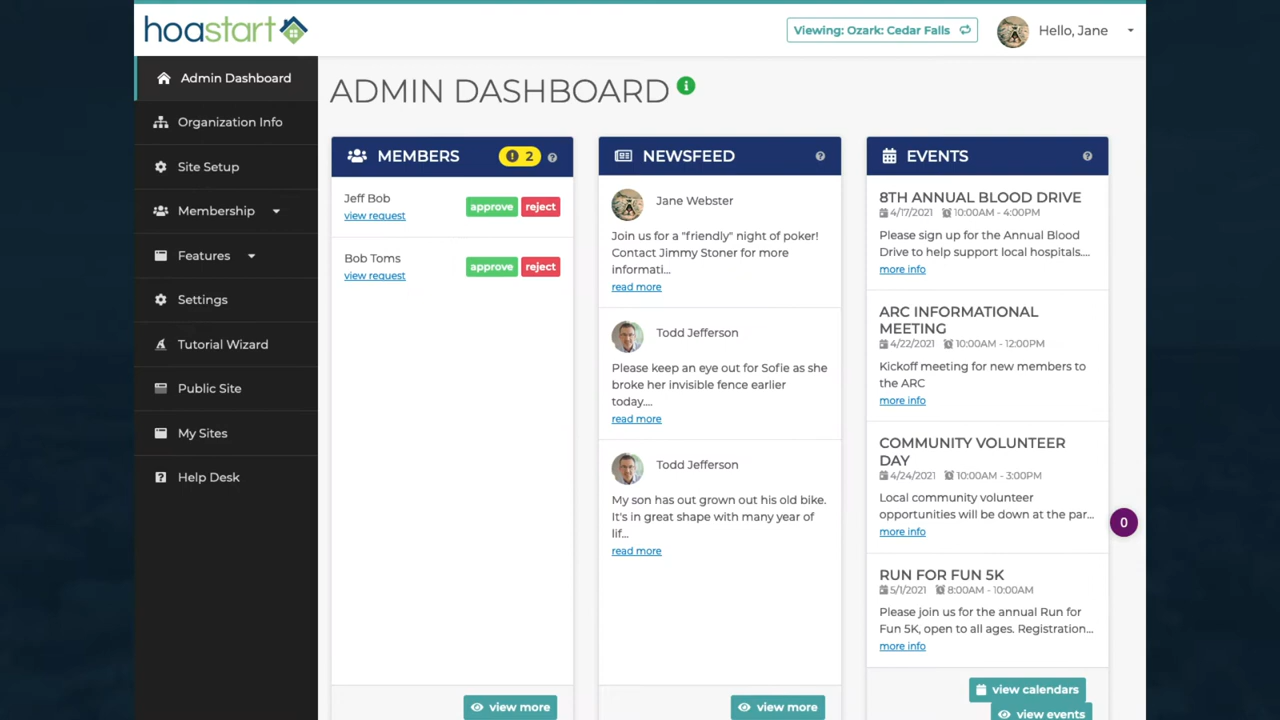 hoastart
Viewing: Ozark: Cedar Falls
Hello, Jane
Admin Dashboard
Organization Info
Site Setup
Membership
Features
Settings
Tutorial Wizard
Public Site
My Sites
Help Desk
ADMIN DASHBOARD
MEMBERS
2
Jeff Bob
view request
approve
reject
Bob Toms
view request
approve
reject
view more
NEWSFEED
Jane Webster
Join us for a "friendly" night of poker!
Contact Jimmy Stoner for more
informati...
read more
Todd Jefferson
Please keep an eye out for Sofie as she
broke her invisible fence earlier
today....
read more
Todd Jefferson
My son has out grown out his old bike.
It's in great shape with many year of
lif...
read more
view more
EVENTS
8TH ANNUAL BLOOD DRIVE
4/17/2021 10:00AM - 4:00PM
Please sign up for the Annual Blood
Drive to help support local hospitals....
more info
ARC INFORMATIONAL
MEETING
4/22/2021 10:00AM - 12:00PM
Kickoff meeting for new members to
the ARC
more info
COMMUNITY VOLUNTEER
DAY
4/24/2021 10:00AM - 3:00PM
Local community volunteer
opportunities will be down at the par...
more info
RUN FOR FUN 5K
5/1/2021 8:00AM - 10:00AM
Please join us for the annual Run for
Fun 5K, open to all ages. Registration...
more info
view calendars
view events
0